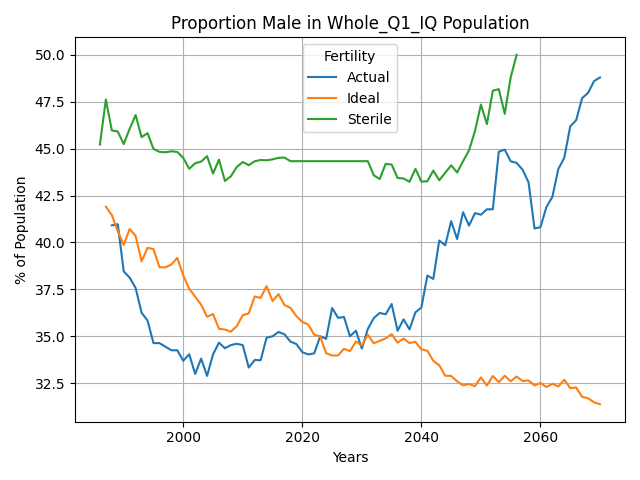 Proportion Male in Whole_Q1_IQ Population
Fertility
Actual
Ideal
Sterile
50.0
47.5
45.0
42.5
40.0
37.5
35.0
32.5
% of Population
2000
2020
2040
2060
Years